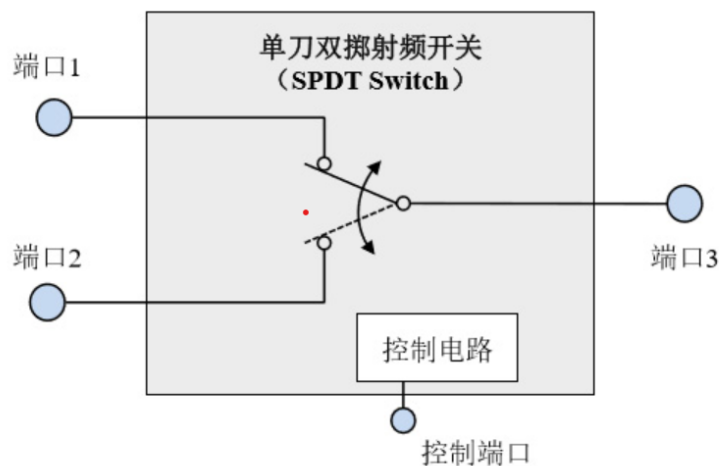 单刀双掷射频开关
（SPDT Switch）
端口1
端口2
端口3
控制电路
控制端口